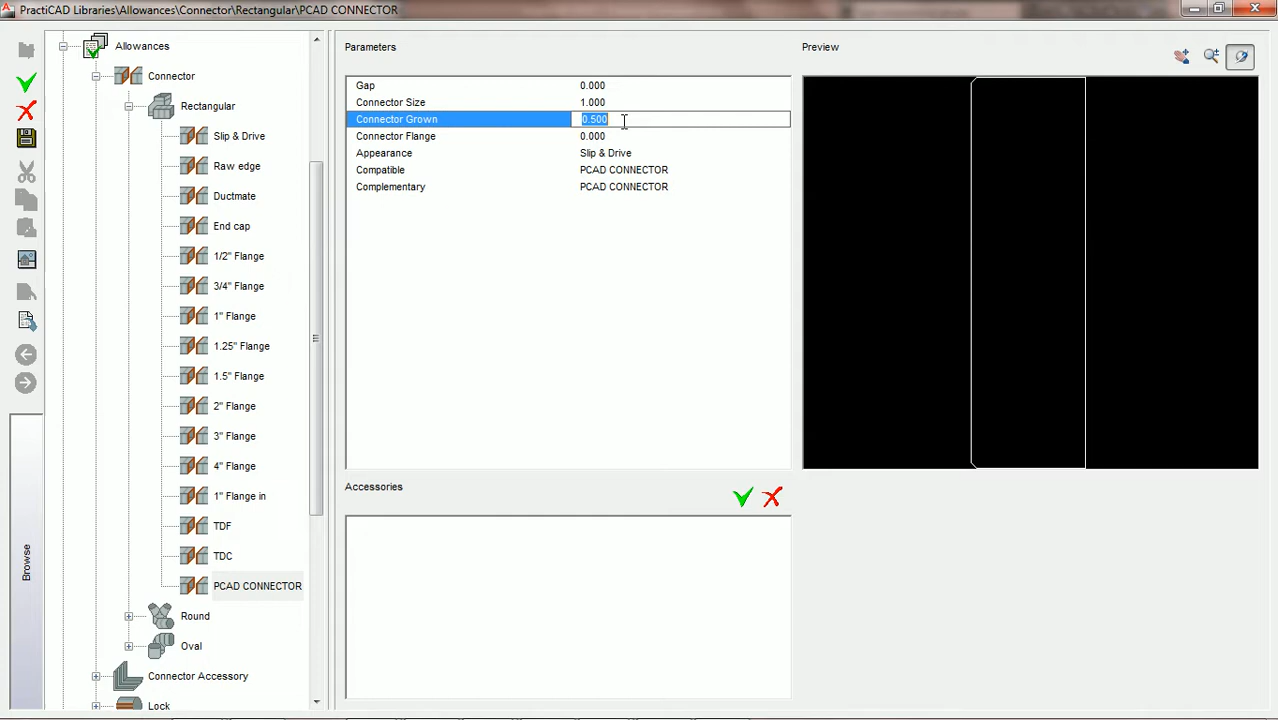 PractiCAD Libraries\Allowances\Connector\Rectangular\PCAD CONNECTOR
Allowances
Connector
Rectangular
Slip & Drive
Raw edge
Ductmate
End cap
1/2" Flange
3/4" Flange
1" Flange
1.25" Flange
1.5" Flange
2" Flange
3" Flange
4" Flange
1" Flange in
TDF
TDC
PCAD CONNECTOR
Round
Oval
Connector Accessory
Lock
Browse
Parameters
Gap 0.000
Connector Size 1.000
Connector Grown 0.500
Connector Flange 0.000
Appearance Slip & Drive
Compatible PCAD CONNECTOR
Complementary PCAD CONNECTOR
Accessories
Preview